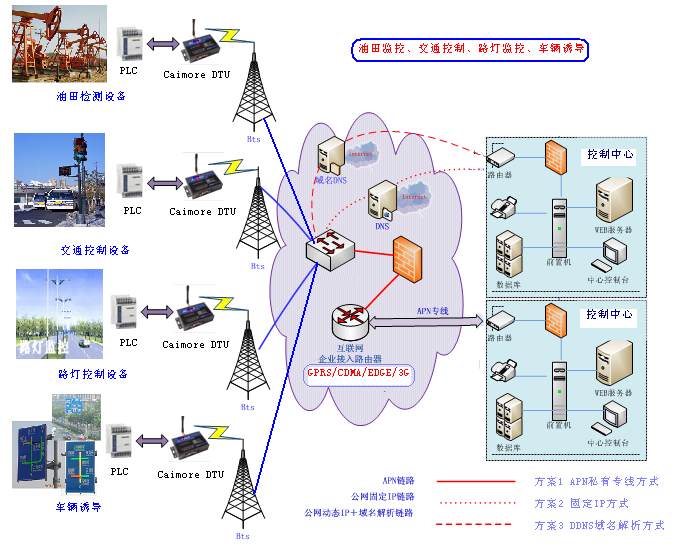 油田监控、交通控制、路灯监控、车辆诱导
PLC
Caimore DTU
油田检测设备
Bts
PLC
Caimore DTU
交通控制设备
Bts
路灯监控
PLC
Caimore DTU
路灯控制设备
Bts
PLC
Caimore DTU
车辆诱导
Bts
Internet
域名DNS
Internet
DNS
互联网
企业接入路由器
GPRS/CDMA/EDGE/3G
APN专线
控制中心
路由器
WEB服务器
前置机
数据库
中心控制台
控制中心
路由器
WEB服务器
前置机
数据库
中心控制台
APN链路
方案1 APN私有专线方式
公网固定IP链路
方案2 固定IP方式
公网动态IP+域名解析链路
方案3 DDNS域名解析方式